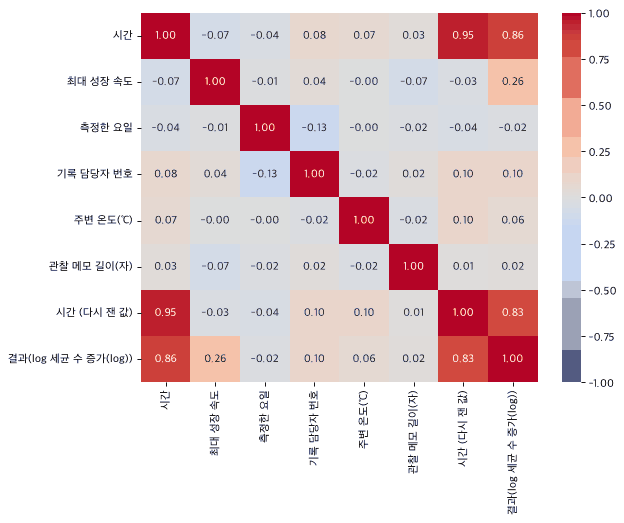 시간 1.00 −0.07 −0.04 0.08 0.07 0.03 0.95 0.86
최대 성장 속도 −0.07 1.00 −0.01 0.04 −0.00 −0.07 −0.03 0.26
측정한 요일 −0.04 −0.01 1.00 −0.13 −0.00 −0.02 −0.04 −0.02
기록 담당자 번호 0.08 0.04 −0.13 1.00 −0.02 0.02 0.10 0.10
주변 온도(℃) 0.07 −0.00 −0.00 −0.02 1.00 −0.02 0.10 0.06
관찰 메모 길이(자) 0.03 −0.07 −0.02 0.02 −0.02 1.00 0.01 0.02
시간 (다시 잰 값) 0.95 −0.03 −0.04 0.10 0.10 0.01 1.00 0.83
결과(log 세균 수 증가(log)) 0.86 0.26 −0.02 0.10 0.06 0.02 0.83 1.00
시간
최대 성장 속도
측정한 요일
기록 담당자 번호
주변 온도(℃)
관찰 메모 길이(자)
시간 (다시 잰 값)
결과(log 세균 수 증가(log))
1.00
0.75
0.50
0.25
0.00
−0.25
−0.50
−0.75
−1.00